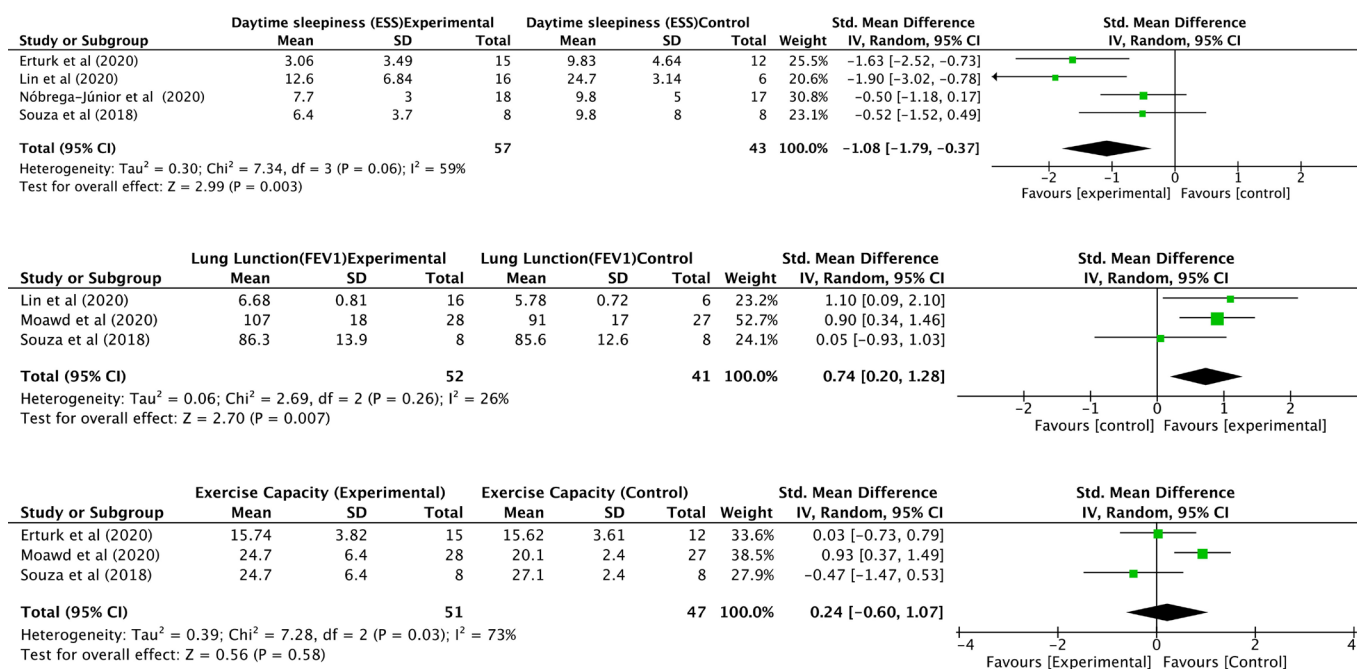 Daytime sleepiness (ESS)Experimental Daytime sleepiness (ESS)Control Std. Mean Difference Std. Mean Difference
Study or Subgroup Mean SD Total Mean SD Total Weight IV, Random, 95% CI IV, Random, 95% CI
Erturk et al (2020) 3.06 3.49 15 9.83 4.64 12 25.5% −1.63 [−2.52, −0.73]
Lin et al (2020) 12.6 6.84 16 24.7 3.14 6 20.6% −1.90 [−3.02, −0.78]
Nóbrega-Júnior et al (2020) 7.7 3 18 9.8 5 17 30.8% −0.50 [−1.18, 0.17]
Souza et al (2018) 6.4 3.7 8 9.8 8 8 23.1% −0.52 [−1.52, 0.49]
Total (95% CI) 57 43 100.0% −1.08 [−1.79, −0.37]
Heterogeneity: Tau² = 0.30; Chi² = 7.34, df = 3 (P = 0.06); I² = 59%
Test for overall effect: Z = 2.99 (P = 0.003)
−2 −1 0 1 2
Favours [experimental] Favours [control]
Lung Lunction(FEV1)Experimental Lung Lunction(FEV1)Control Std. Mean Difference Std. Mean Difference
Study or Subgroup Mean SD Total Mean SD Total Weight IV, Random, 95% CI IV, Random, 95% CI
Lin et al (2020) 6.68 0.81 16 5.78 0.72 6 23.2% 1.10 [0.09, 2.10]
Moawd et al (2020) 107 18 28 91 17 27 52.7% 0.90 [0.34, 1.46]
Souza et al (2018) 86.3 13.9 8 85.6 12.6 8 24.1% 0.05 [−0.93, 1.03]
Total (95% CI) 52 41 100.0% 0.74 [0.20, 1.28]
Heterogeneity: Tau² = 0.06; Chi² = 2.69, df = 2 (P = 0.26); I² = 26%
Test for overall effect: Z = 2.70 (P = 0.007)
−2 −1 0 1 2
Favours [control] Favours [experimental]
Exercise Capacity (Experimental) Exercise Capacity (Control) Std. Mean Difference Std. Mean Difference
Study or Subgroup Mean SD Total Mean SD Total Weight IV, Random, 95% CI IV, Random, 95% CI
Erturk et al (2020) 15.74 3.82 15 15.62 3.61 12 33.6% 0.03 [−0.73, 0.79]
Moawd et al (2020) 24.7 6.4 28 20.1 2.4 27 38.5% 0.93 [0.37, 1.49]
Souza et al (2018) 24.7 6.4 8 27.1 2.4 8 27.9% −0.47 [−1.47, 0.53]
Total (95% CI) 51 47 100.0% 0.24 [−0.60, 1.07]
Heterogeneity: Tau² = 0.39; Chi² = 7.28, df = 2 (P = 0.03); I² = 73%
Test for overall effect: Z = 0.56 (P = 0.58)
−4 −2 0 2 4
Favours [Experimental] Favours [Control]